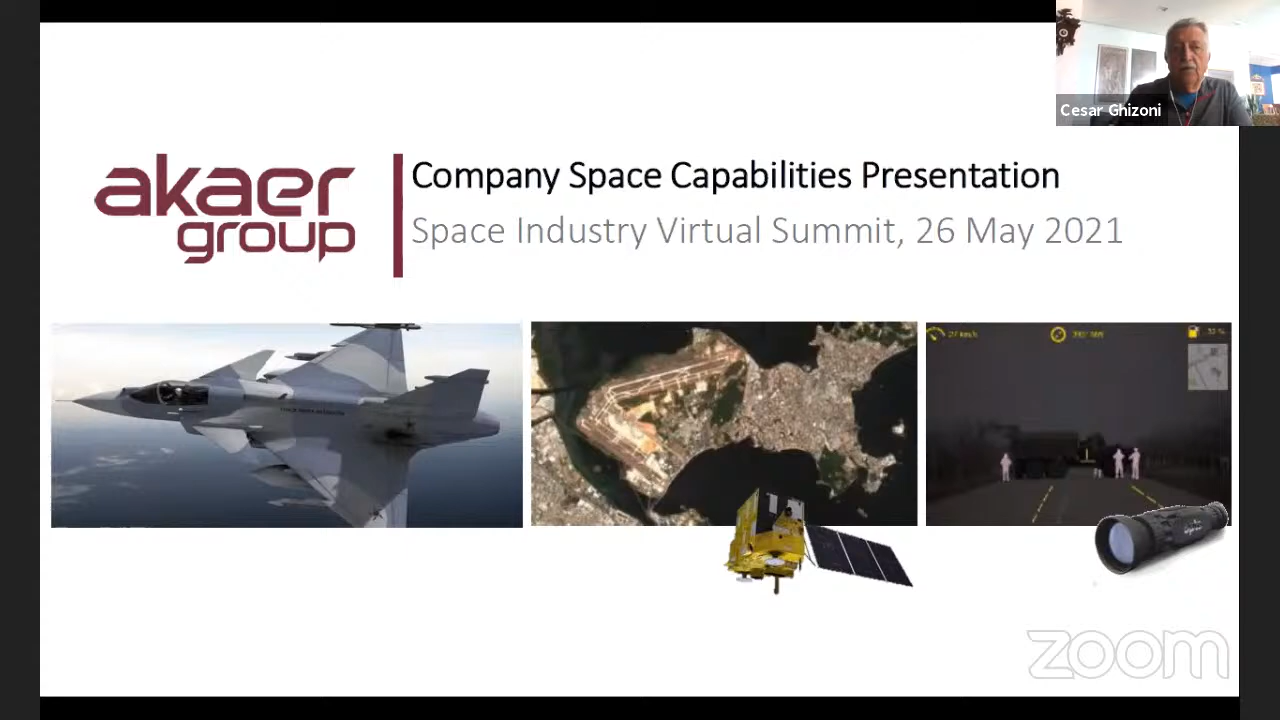 Cesar Ghizoni
akaer
group
Company Space Capabilities Presentation
Space Industry Virtual Summit, 26 May 2021
zoom